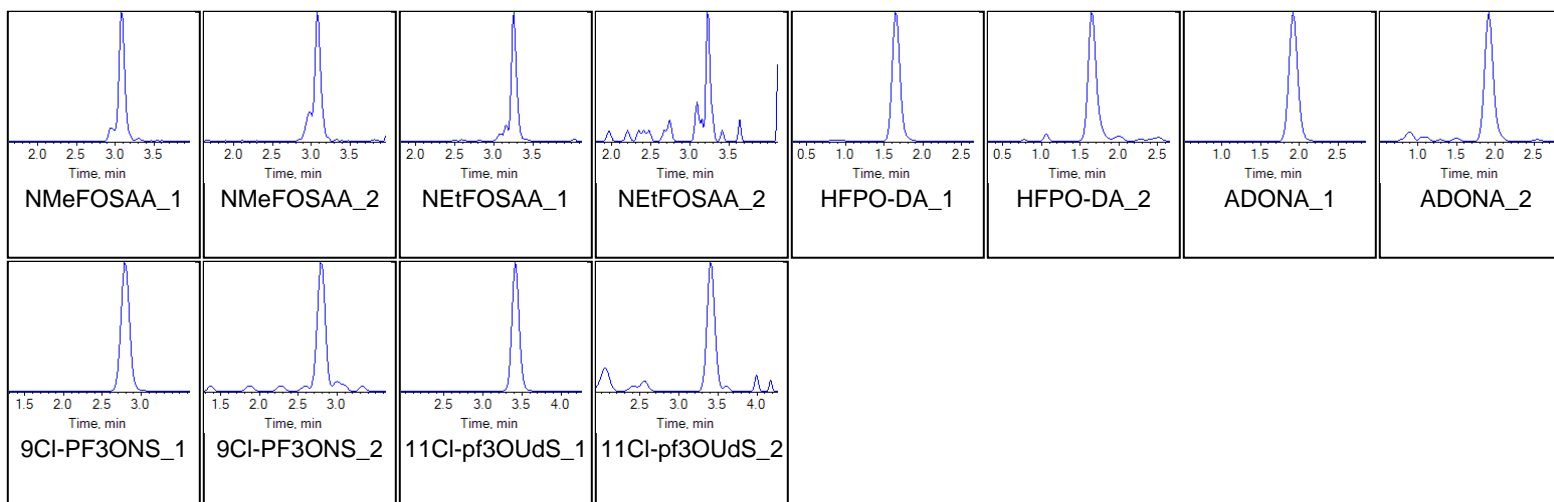 2.0 2.5 3.0 3.5
Time, min
NMeFOSAA_1
2.0 2.5 3.0 3.5
Time, min
NMeFOSAA_2
2.0 2.5 3.0 3.5
Time, min
NEtFOSAA_1
2.0 2.5 3.0 3.5
Time, min
NEtFOSAA_2
0.5 1.0 1.5 2.0 2.5
Time, min
HFPO-DA_1
0.5 1.0 1.5 2.0 2.5
Time, min
HFPO-DA_2
1.0 1.5 2.0 2.5
Time, min
ADONA_1
1.0 1.5 2.0 2.5
Time, min
ADONA_2
1.5 2.0 2.5 3.0
Time, min
9Cl-PF3ONS_1
1.5 2.0 2.5 3.0
Time, min
9Cl-PF3ONS_2
2.5 3.0 3.5 4.0
Time, min
11Cl-pf3OUdS_1
2.5 3.0 3.5 4.0
Time, min
11Cl-pf3OUdS_2